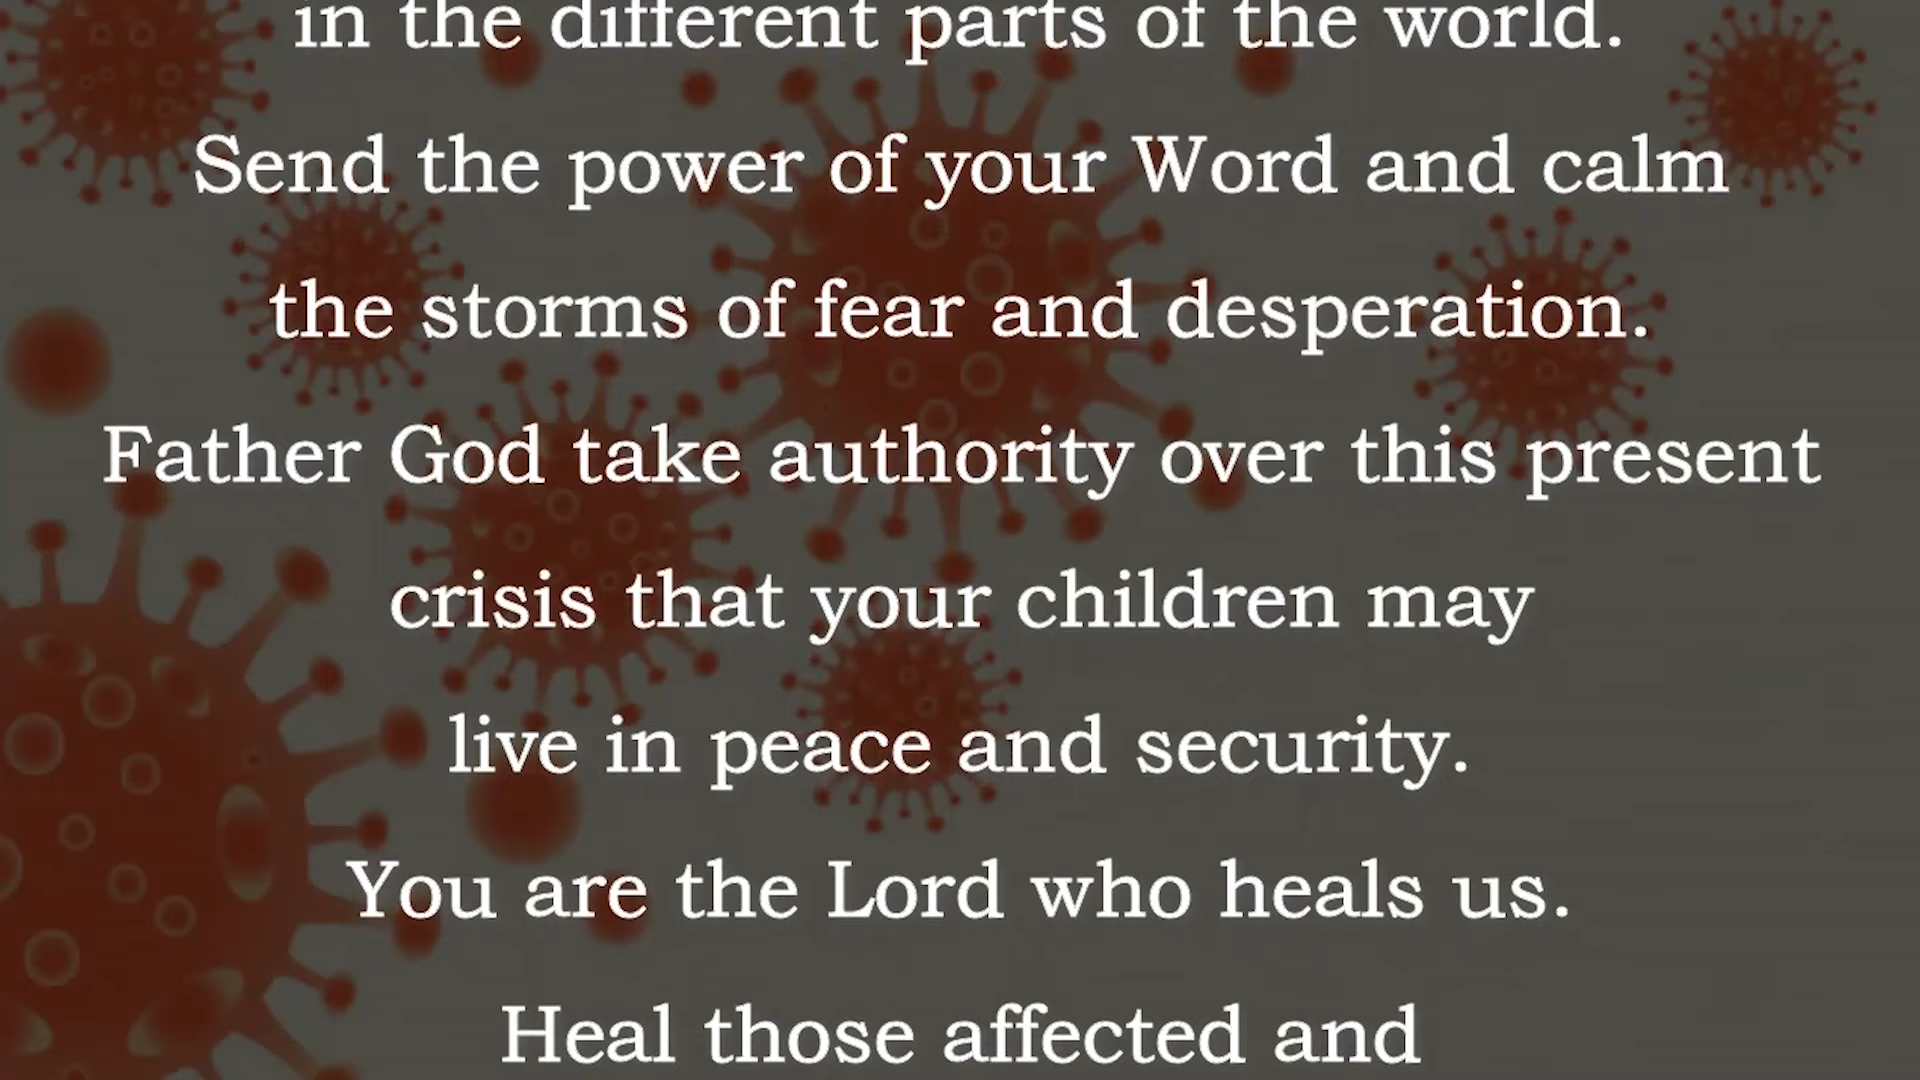 in the different parts of the world.
Send the power of your Word and calm
the storms of fear and desperation.
Father God take authority over this present
crisis that your children may
live in peace and security.
You are the Lord who heals us.
Heal those affected and